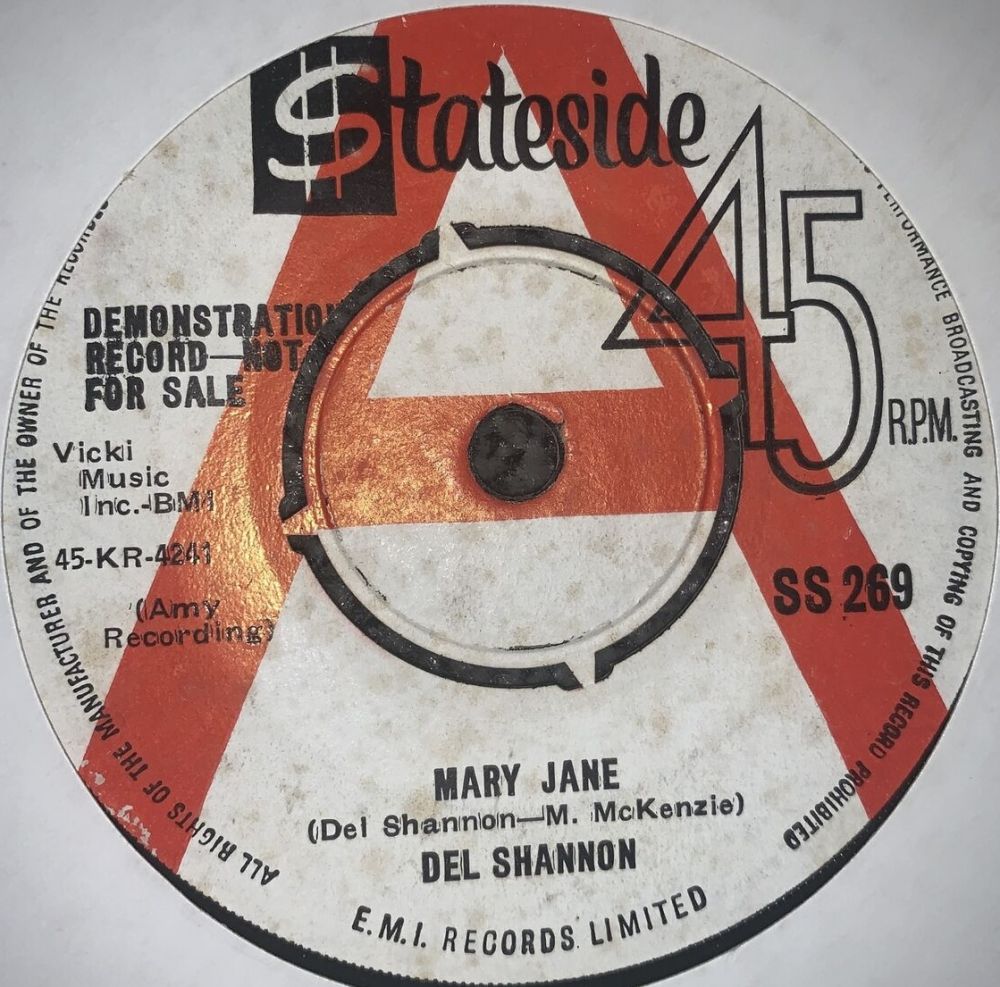 $tateside
45
R.P.M.
DEMONSTRATION
RECORD—NOT
FOR SALE
Vicki
Music
Inc.-BMI
45-KR-4241
(Amy
Recording)
SS 269
MARY JANE
(Del Shannon—M. McKenzie)
DEL SHANNON
E.M.I. RECORDS LIMITED
ALL RIGHTS OF THE MANUFACTURER AND OF THE OWNER OF THE RECORDED
PERFORMANCE BROADCASTING AND COPYING OF THIS RECORD PROHIBITED